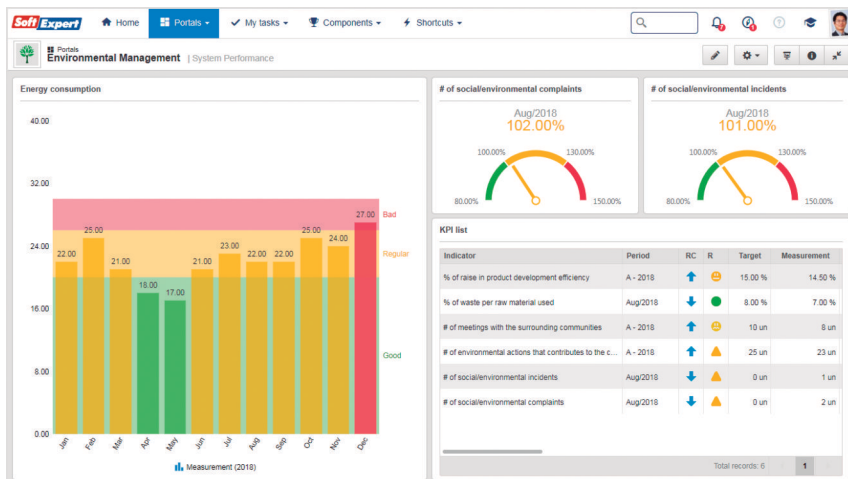 Soft Expert Home Portals My tasks Components Shortcuts 7 1 ?
Portals
Environmental Management | System Performance
Energy consumption
40.00
32.00
24.00
16.00
8.00
0.00
22.00 25.00 21.00 18.00 17.00 21.00 23.00 22.00 22.00 25.00 24.00 27.00
Bad
Regular
Good
Jan Feb Mar Apr May Jun Jul Aug Sep Oct Nov Dec
Measurement (2018)
# of social/environmental complaints
Aug/2018
102.00%
100.00% 130.00%
80.00% 150.00%
# of social/environmental incidents
Aug/2018
101.00%
100.00% 130.00%
80.00% 150.00%
KPI list
Indicator Period RC R Target Measurement
% of raise in product development efficiency A - 2018 15.00 % 14.50 %
% of waste per raw material used Aug/2018 8.00 % 7.00 %
# of meetings with the surrounding communities A - 2018 10 un 8 un
# of environmental actions that contributes to the c... A - 2018 25 un 23 un
# of social/environmental incidents Aug/2018 0 un 1 un
# of social/environmental complaints Aug/2018 0 un 2 un
Total records: 6 1